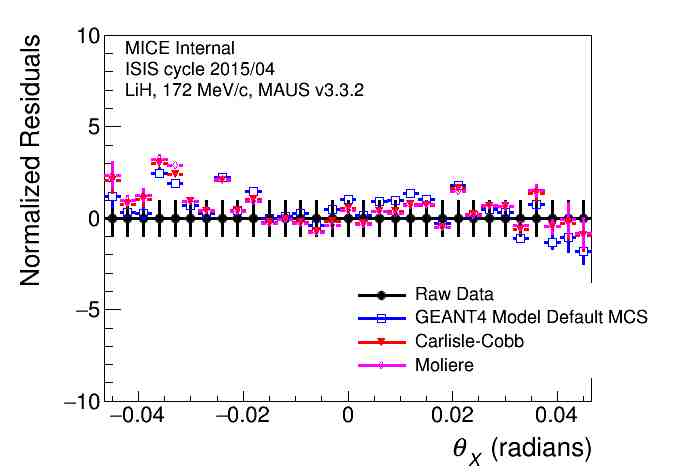 Normalized Residuals
10
5
0
−5
−10
MICE Internal
ISIS cycle 2015/04
LiH, 172 MeV/c, MAUS v3.3.2
Raw Data
GEANT4 Model Default MCS
Carlisle-Cobb
Moliere
−0.04 −0.02 0 0.02 0.04
θX (radians)